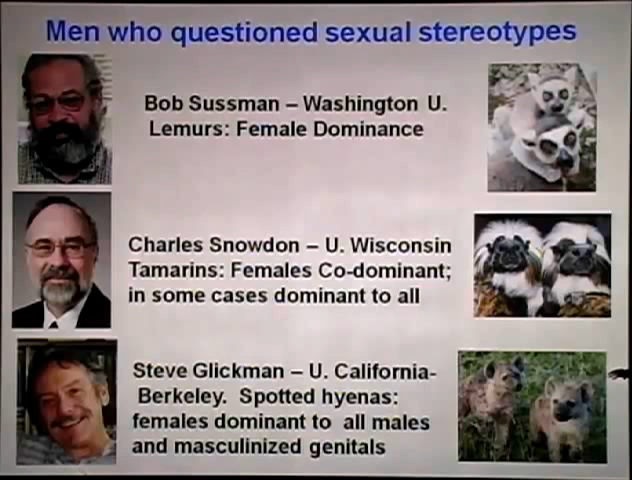 Men who questioned sexual stereotypes
Bob Sussman – Washington U.
Lemurs: Female Dominance
Charles Snowdon – U. Wisconsin
Tamarins: Females Co-dominant;
in some cases dominant to all
Steve Glickman – U. California-
Berkeley. Spotted hyenas:
females dominant to all males
and masculinized genitals